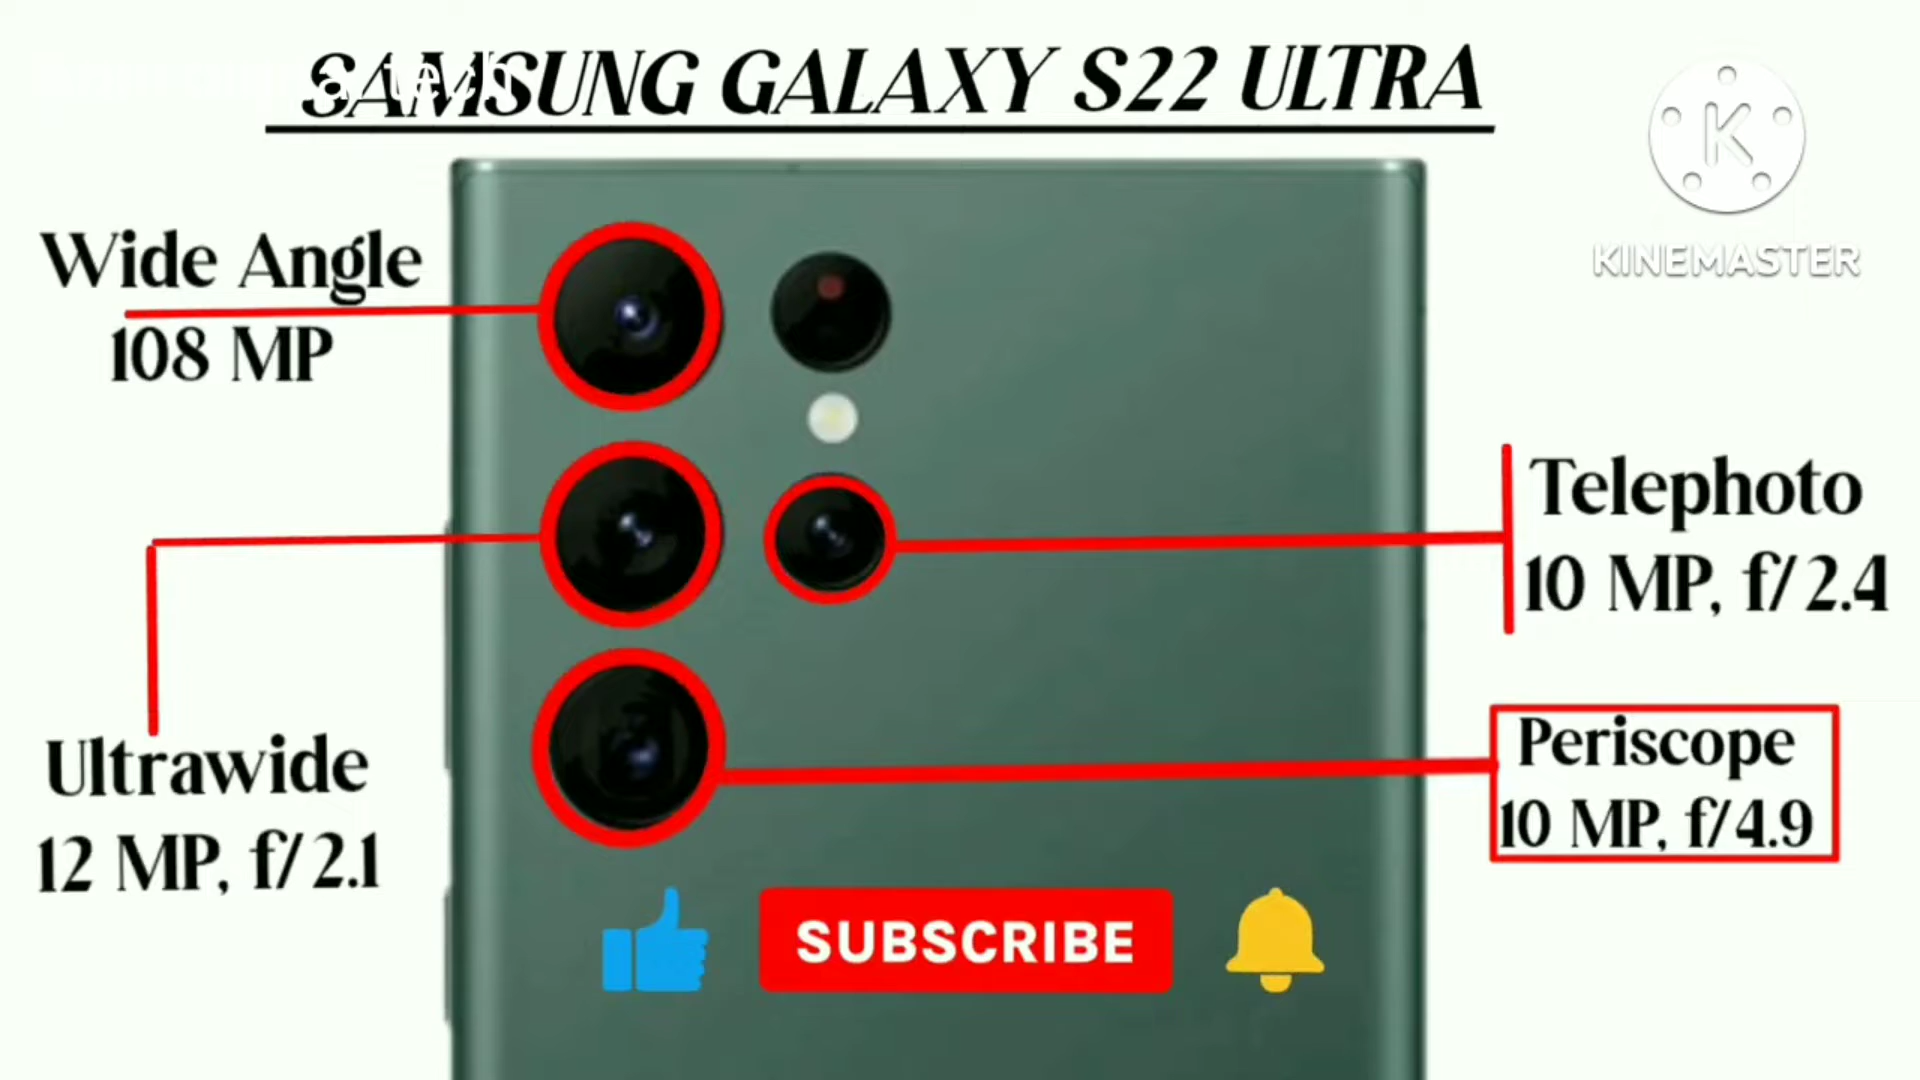 SAMSUNG GALAXY S22 ULTRA
tech
K
KINEMASTER
Wide Angle
108 MP
Telephoto
10 MP, f/2.4
Ultrawide
12 MP, f/2.1
Periscope
10 MP, f/4.9
SUBSCRIBE